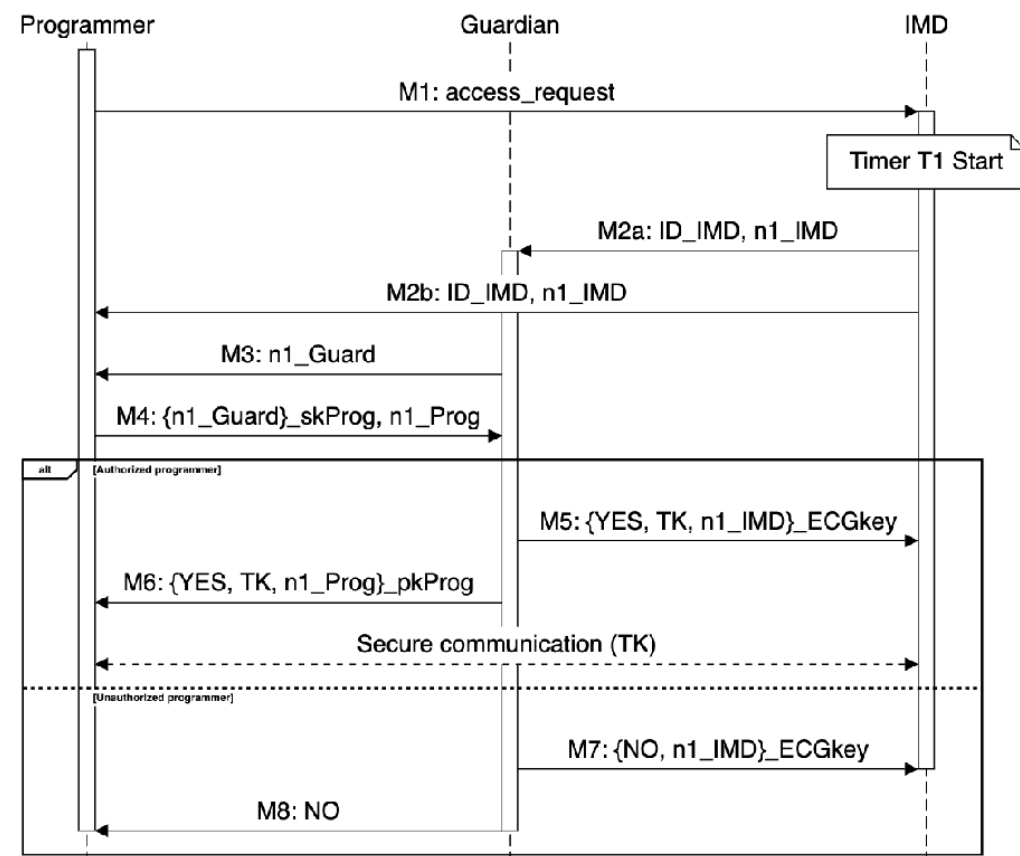 Programmer
Guardian
IMD
M1: access_request
Timer T1 Start
M2a: ID_IMD, n1_IMD
M2b: ID_IMD, n1_IMD
M3: n1_Guard
M4: {n1_Guard}_skProg, n1_Prog
alt
[Authorized programmer]
M5: {YES, TK, n1_IMD}_ECGkey
M6: {YES, TK, n1_Prog}_pkProg
Secure communication (TK)
[Unauthorized programmer]
M7: {NO, n1_IMD}_ECGkey
M8: NO